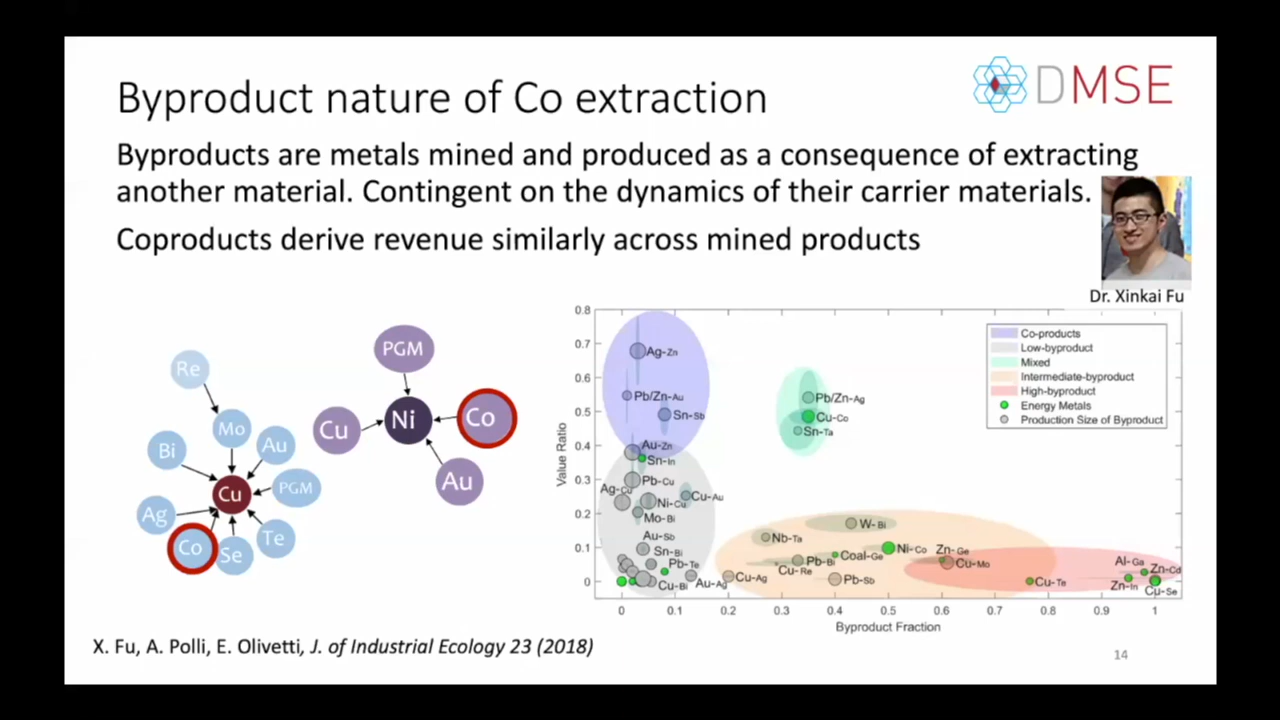 Byproduct nature of Co extraction
DMSE
Byproducts are metals mined and produced as a consequence of extracting
another material. Contingent on the dynamics of their carrier materials.
Coproducts derive revenue similarly across mined products
Dr. Xinkai Fu
Re
Mo
Bi
Au
Cu
PGM
Ag
Co
Se
Te
PGM
Cu
Ni
Co
Au
0.8
0.7
0.6
0.5
0.4
0.3
0.2
0.1
0
Value Ratio
Ag-Zn
Pb/Zn-Au
Sn-Sb
Au-Zn
Sn-In
Pb-Cu
Ag-Cu
Ni-Cu
Cu-Au
Mo-Bi
Au-Sb
Sn-Bi
Pb-Te
Cu-Bi
Au-Ag
Cu-Ag
Pb/Zn-Ag
Cu-Co
Sn-Ta
W-Bi
Nb-Ta
Cu-Re
Pb-Bi
Coal-Ge
Pb-Sb
Ni-Co
Zn-Ge
Cu-Mo
Cu-Te
Al-Ga
Zn-Cd
Zn-In
Cu-Se
Co-products
Low-byproduct
Mixed
Intermediate-byproduct
High-byproduct
Energy Metals
Production Size of Byproduct
0 0.1 0.2 0.3 0.4 0.5 0.6 0.7 0.8 0.9 1
Byproduct Fraction
X. Fu, A. Polli, E. Olivetti, J. of Industrial Ecology 23 (2018)
14